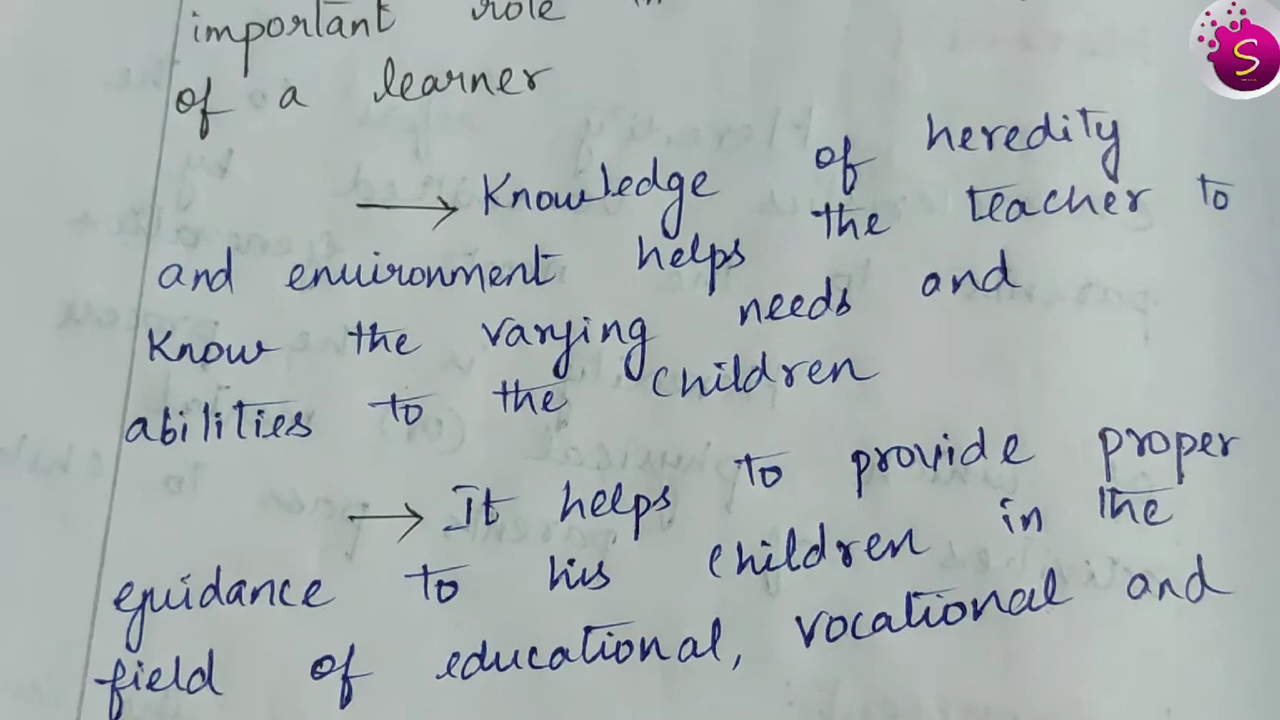 important role in
of a learner
→ Knowledge of heredity
and environment helps the teacher to
Know the varying needs and
abilities to the children
→ It helps to provide proper
guidance to his children in the
field of educational, vocational and
S